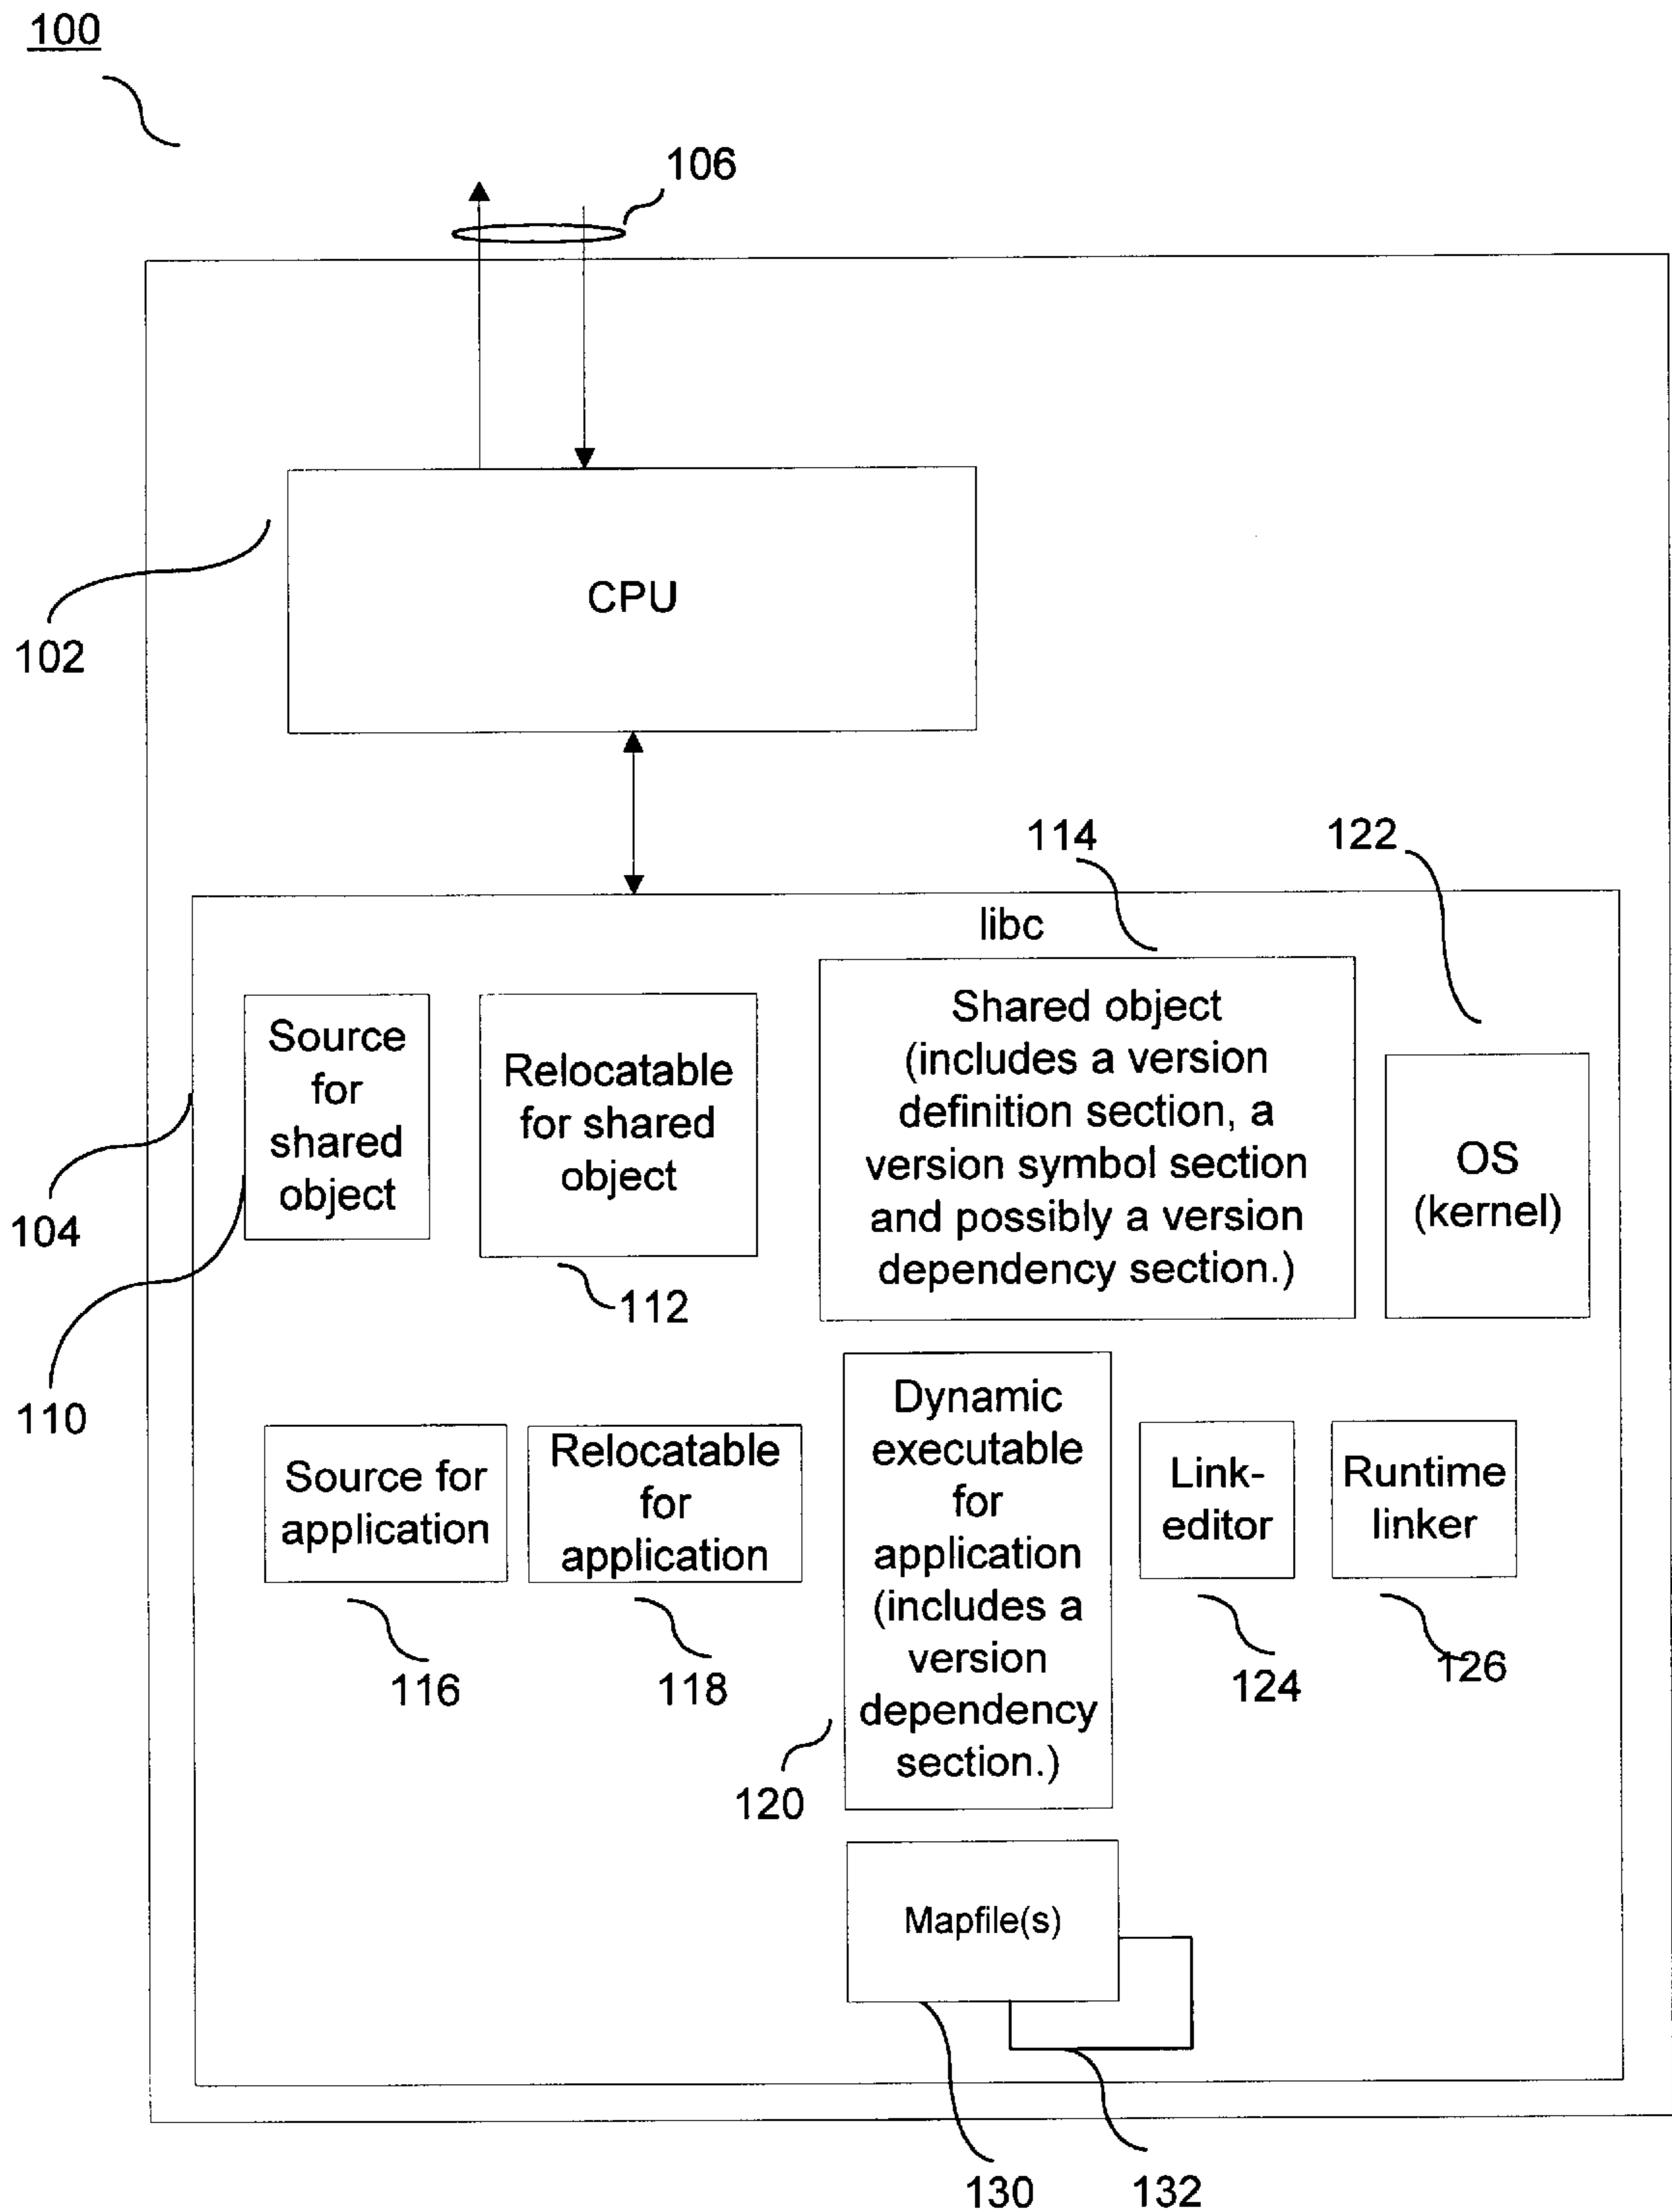 100
106
CPU
102
114
122
libc
Source
for
shared
object
Relocatable
for shared
object
Shared object
(includes a version
definition section, a
version symbol section
and possibly a version
dependency section.)
OS
(kernel)
104
112
110
Source for
application
Relocatable
for
application
Dynamic
executable
for
application
(includes a
version
dependency
section.)
Link-
editor
Runtime
linker
116
118
124
126
120
Mapfile(s)
130
132